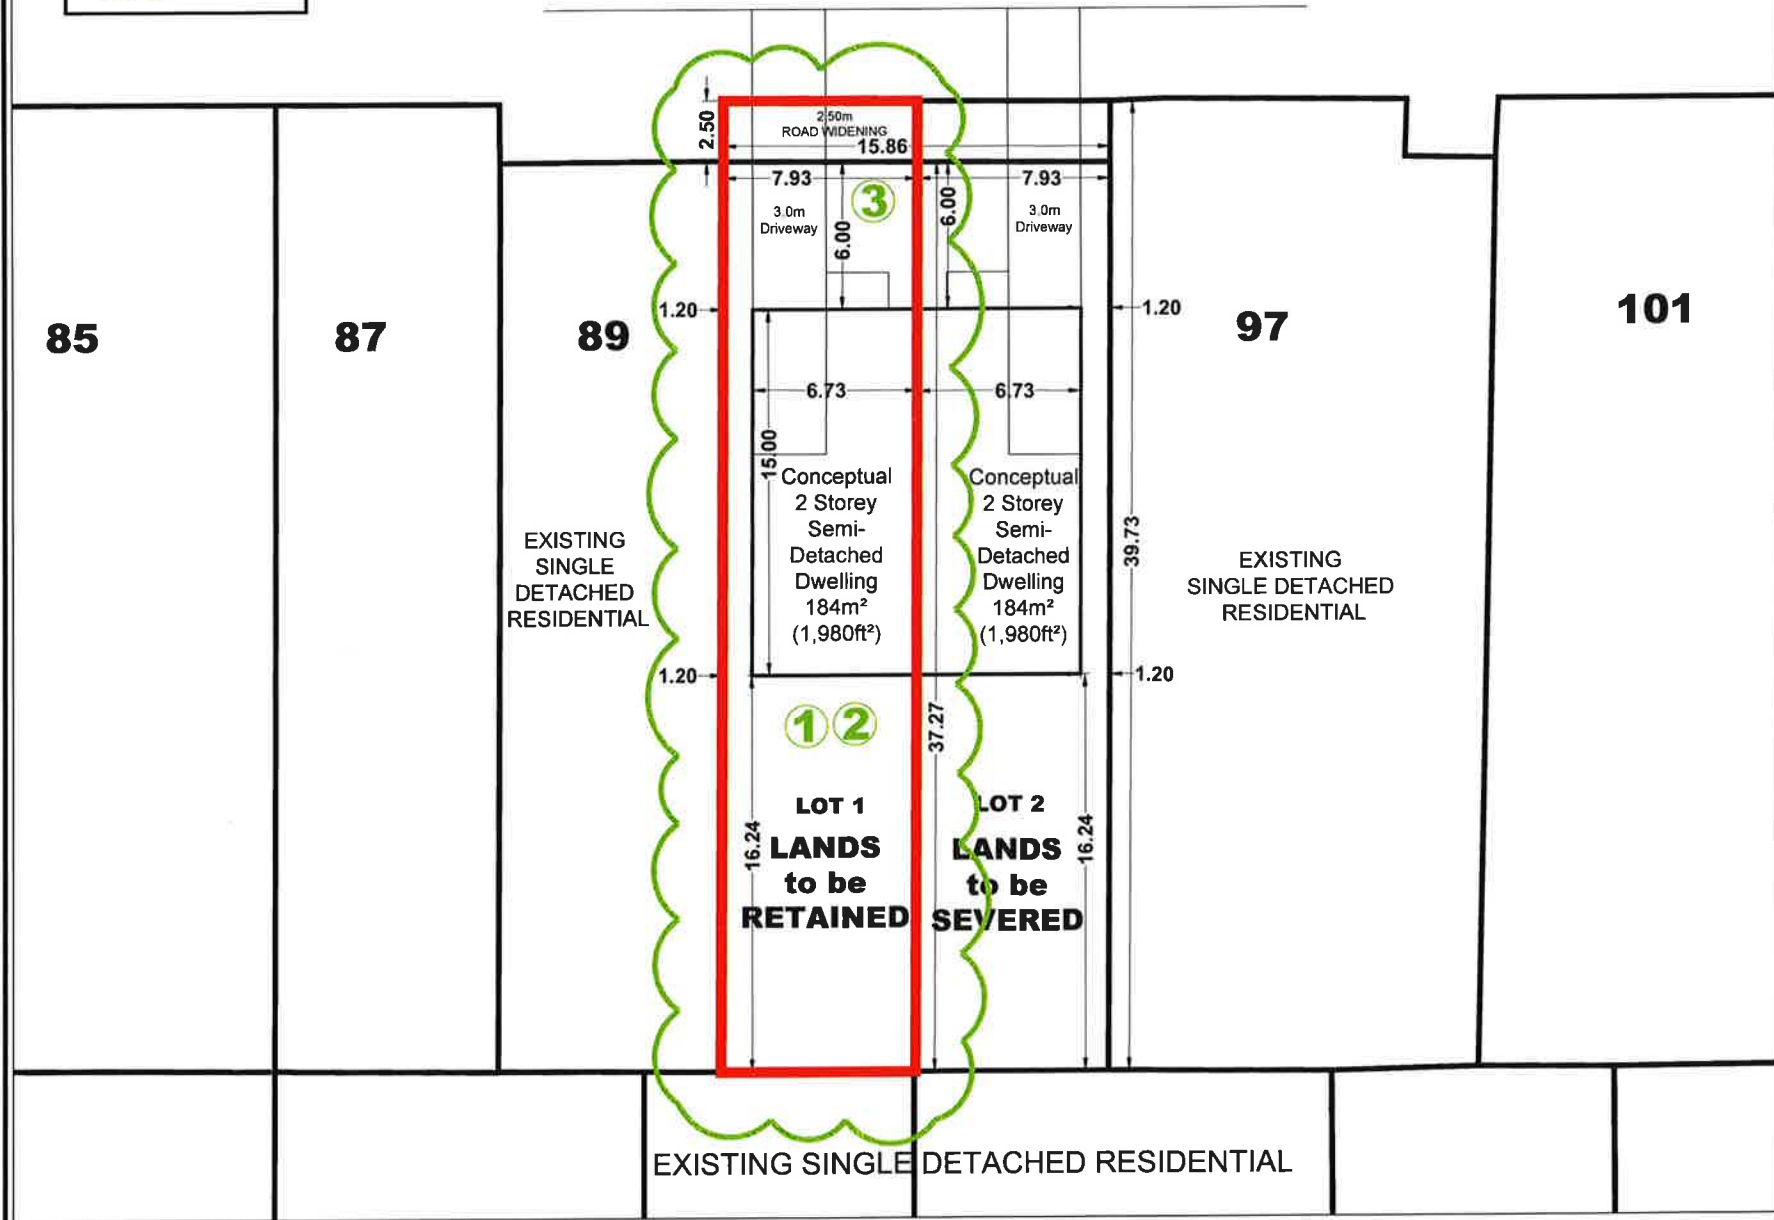 2.50
2.50m
ROAD WIDENING
15.86
7.93
7.93
3.0m
Driveway
6.00
③
6.00
3.0m
Driveway
1.20
1.20
85
87
89
97
101
6.73
6.73
15.00
Conceptual
2 Storey
Semi-
Detached
Dwelling
184m²
(1,980ft²)
Conceptual
2 Storey
Semi-
Detached
Dwelling
184m²
(1,980ft²)
39.73
EXISTING
SINGLE
DETACHED
RESIDENTIAL
EXISTING
SINGLE DETACHED
RESIDENTIAL
1.20
1.20
① ②
37.27
LOT 1
LANDS
to be
RETAINED
16.24
LOT 2
LANDS
to be
SEVERED
16.24
EXISTING SINGLE DETACHED RESIDENTIAL